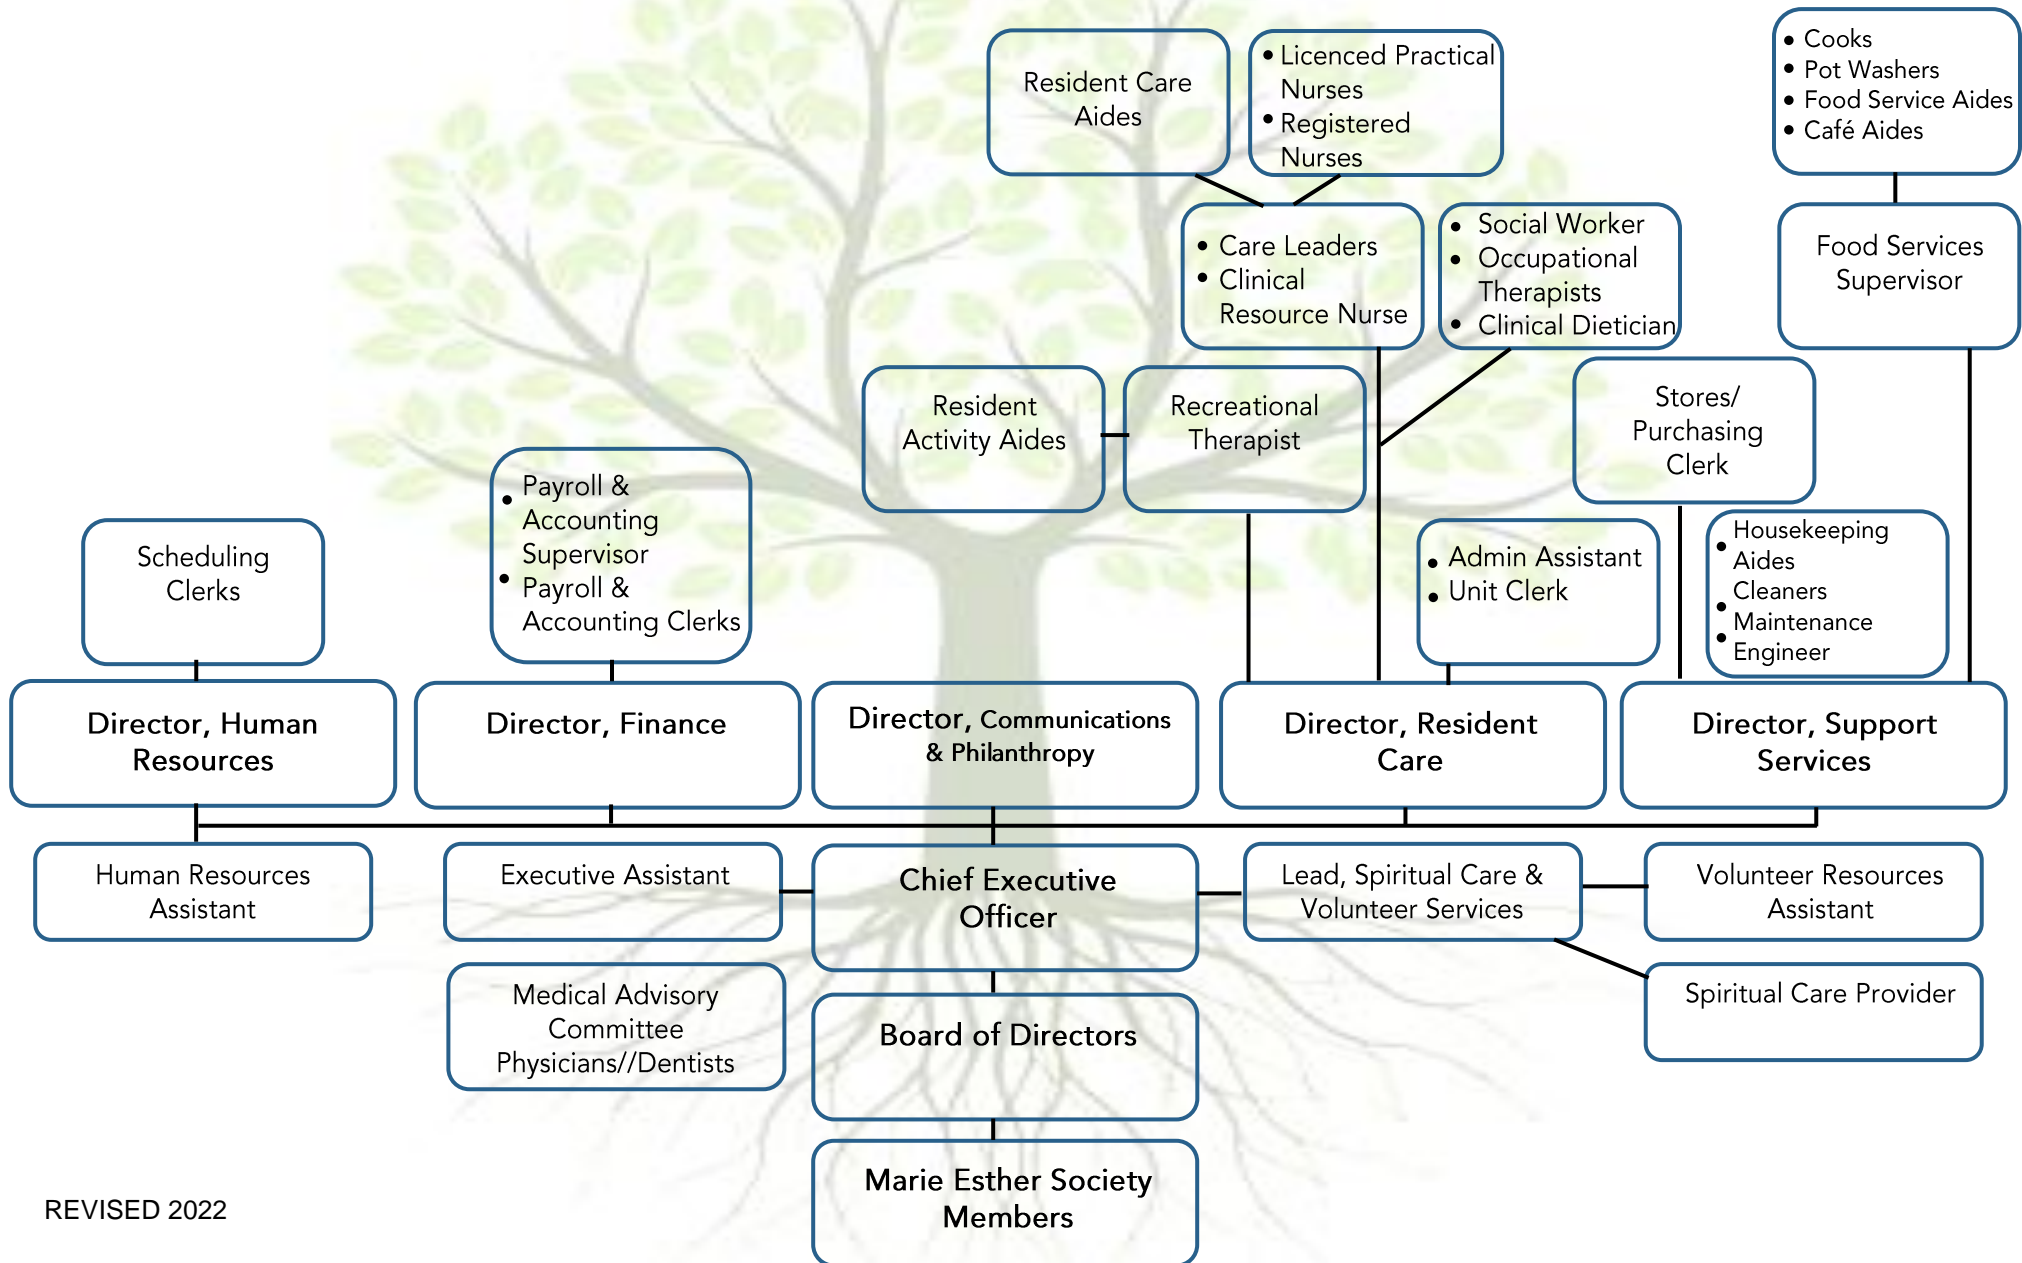 Resident Care
Aides
• Licenced Practical
Nurses
• Registered
Nurses
• Cooks
• Pot Washers
• Food Service Aides
• Café Aides
• Care Leaders
• Clinical
Resource Nurse
• Social Worker
• Occupational
Therapists
• Clinical Dietician
Food Services
Supervisor
Resident
Activity Aides
Recreational
Therapist
Stores/
Purchasing
Clerk
Scheduling
Clerks
• Payroll &
Accounting
Supervisor
• Payroll &
Accounting Clerks
• Admin Assistant
• Unit Clerk
• Housekeeping
Aides
• Cleaners
• Maintenance
Engineer
Director, Human
Resources
Director, Finance
Director, Communications
& Philanthropy
Director, Resident
Care
Director, Support
Services
Human Resources
Assistant
Executive Assistant
Chief Executive
Officer
Lead, Spiritual Care &
Volunteer Services
Volunteer Resources
Assistant
Medical Advisory
Committee
Physicians//Dentists
Board of Directors
Spiritual Care Provider
Marie Esther Society
Members
REVISED 2022